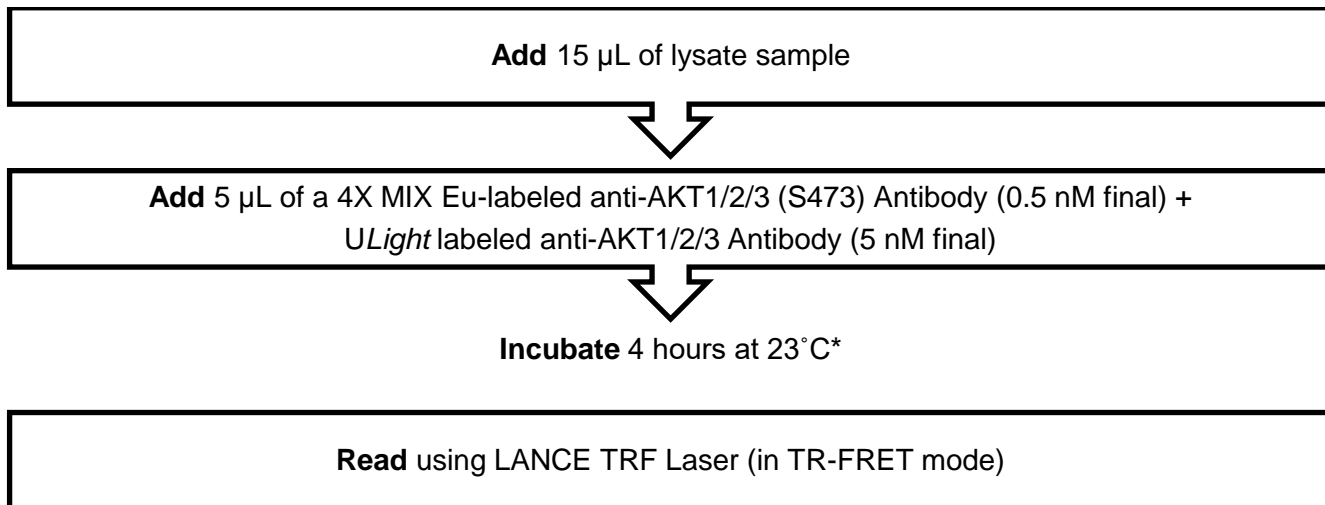 Add 15 µL of lysate sample
Add 5 µL of a 4X MIX Eu-labeled anti-AKT1/2/3 (S473) Antibody (0.5 nM final) +
ULight labeled anti-AKT1/2/3 Antibody (5 nM final)
Incubate 4 hours at 23˚C*
Read using LANCE TRF Laser (in TR-FRET mode)